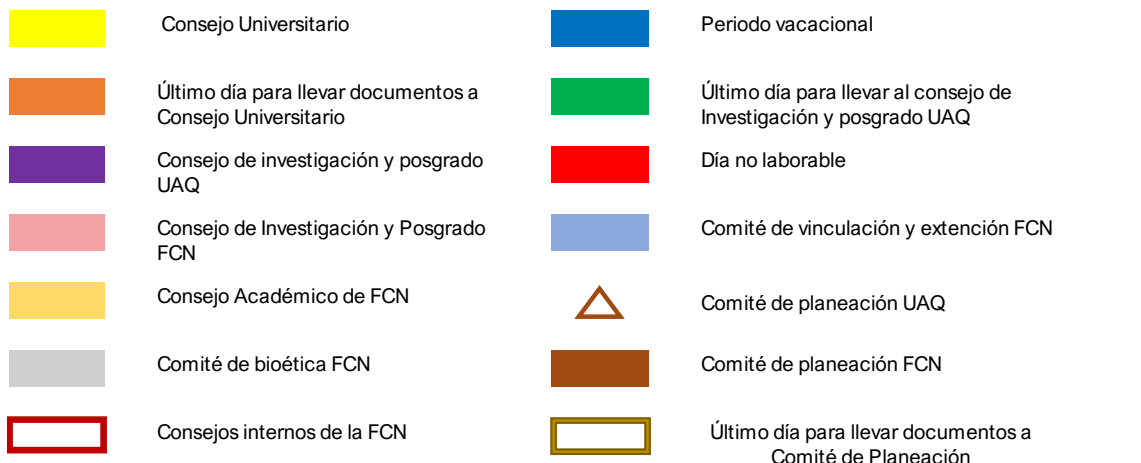 Consejo Universitario
Periodo vacacional
Último día para llevar documentos a
Consejo Universitario
Último día para llevar al consejo de
Investigación y posgrado UAQ
Consejo de investigación y posgrado
UAQ
Día no laborable
Consejo de Investigación y Posgrado
FCN
Comité de vinculación y extención FCN
Consejo Académico de FCN
Comité de planeación UAQ
Comité de bioética FCN
Comité de planeación FCN
Consejos internos de la FCN
Último día para llevar documentos a
Comité de Planeación